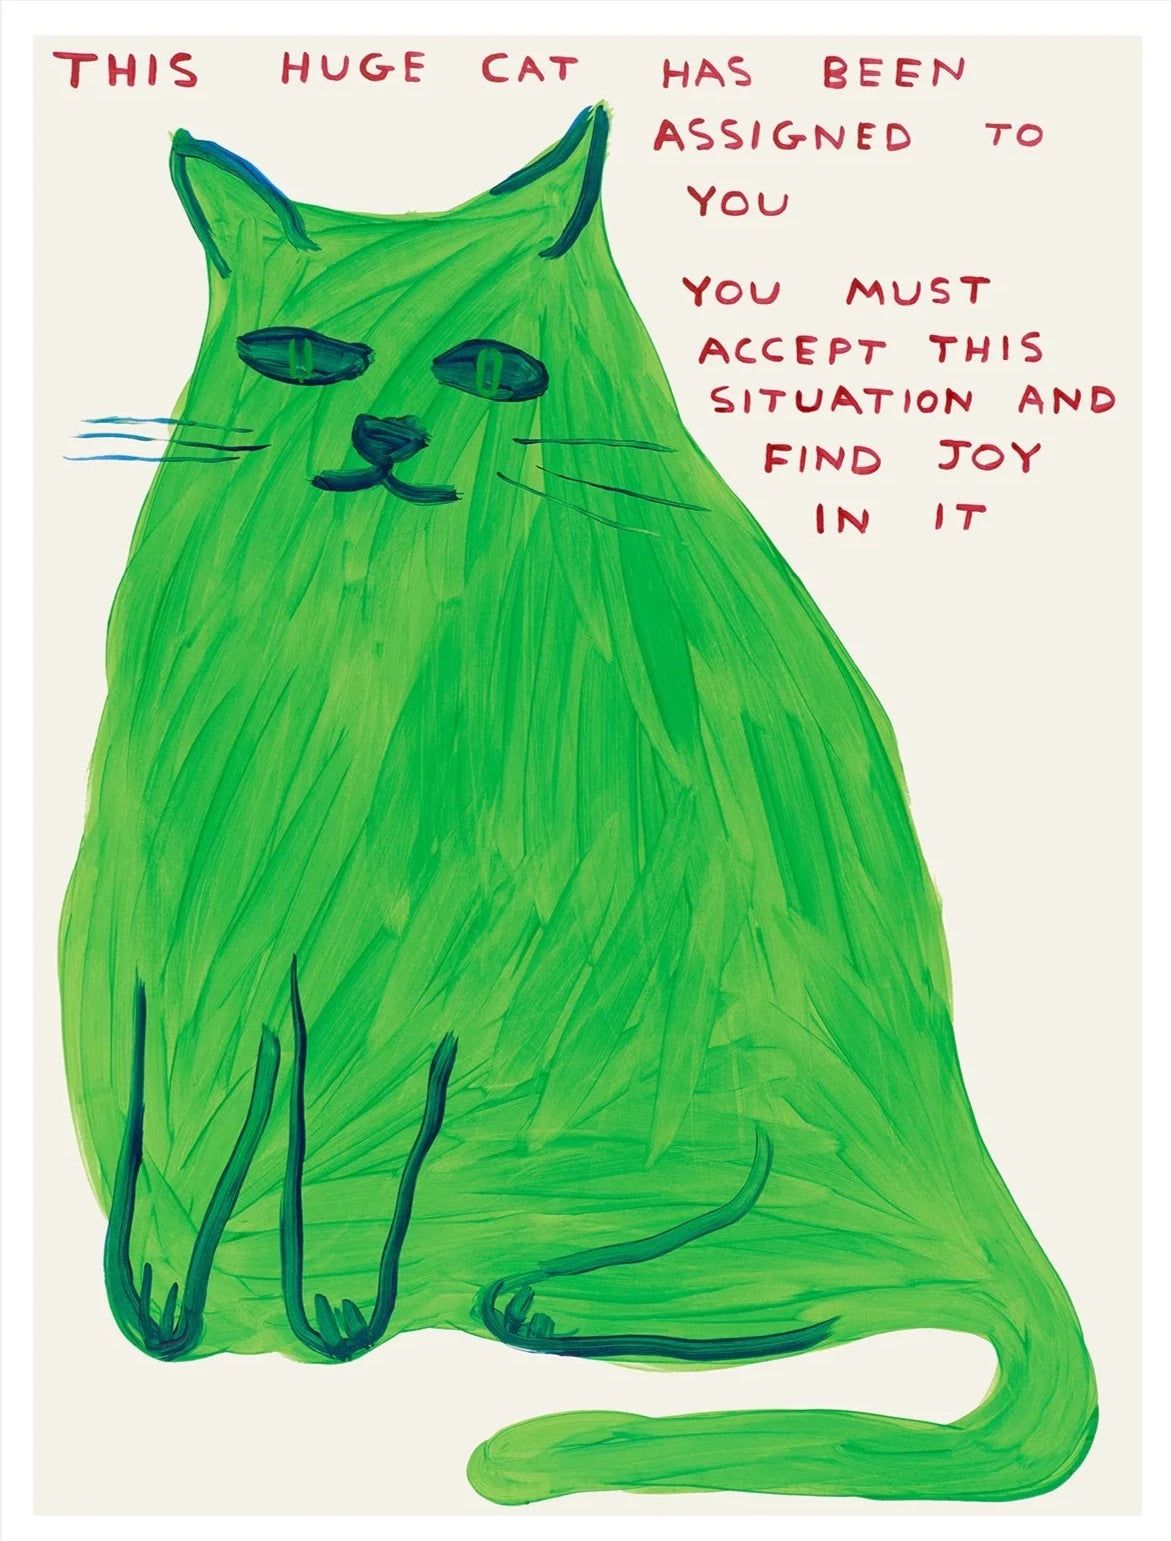 THIS HUGE CAT HAS BEEN
ASSIGNED TO
YOU
YOU MUST
ACCEPT THIS
SITUATION AND
FIND JOY
IN IT